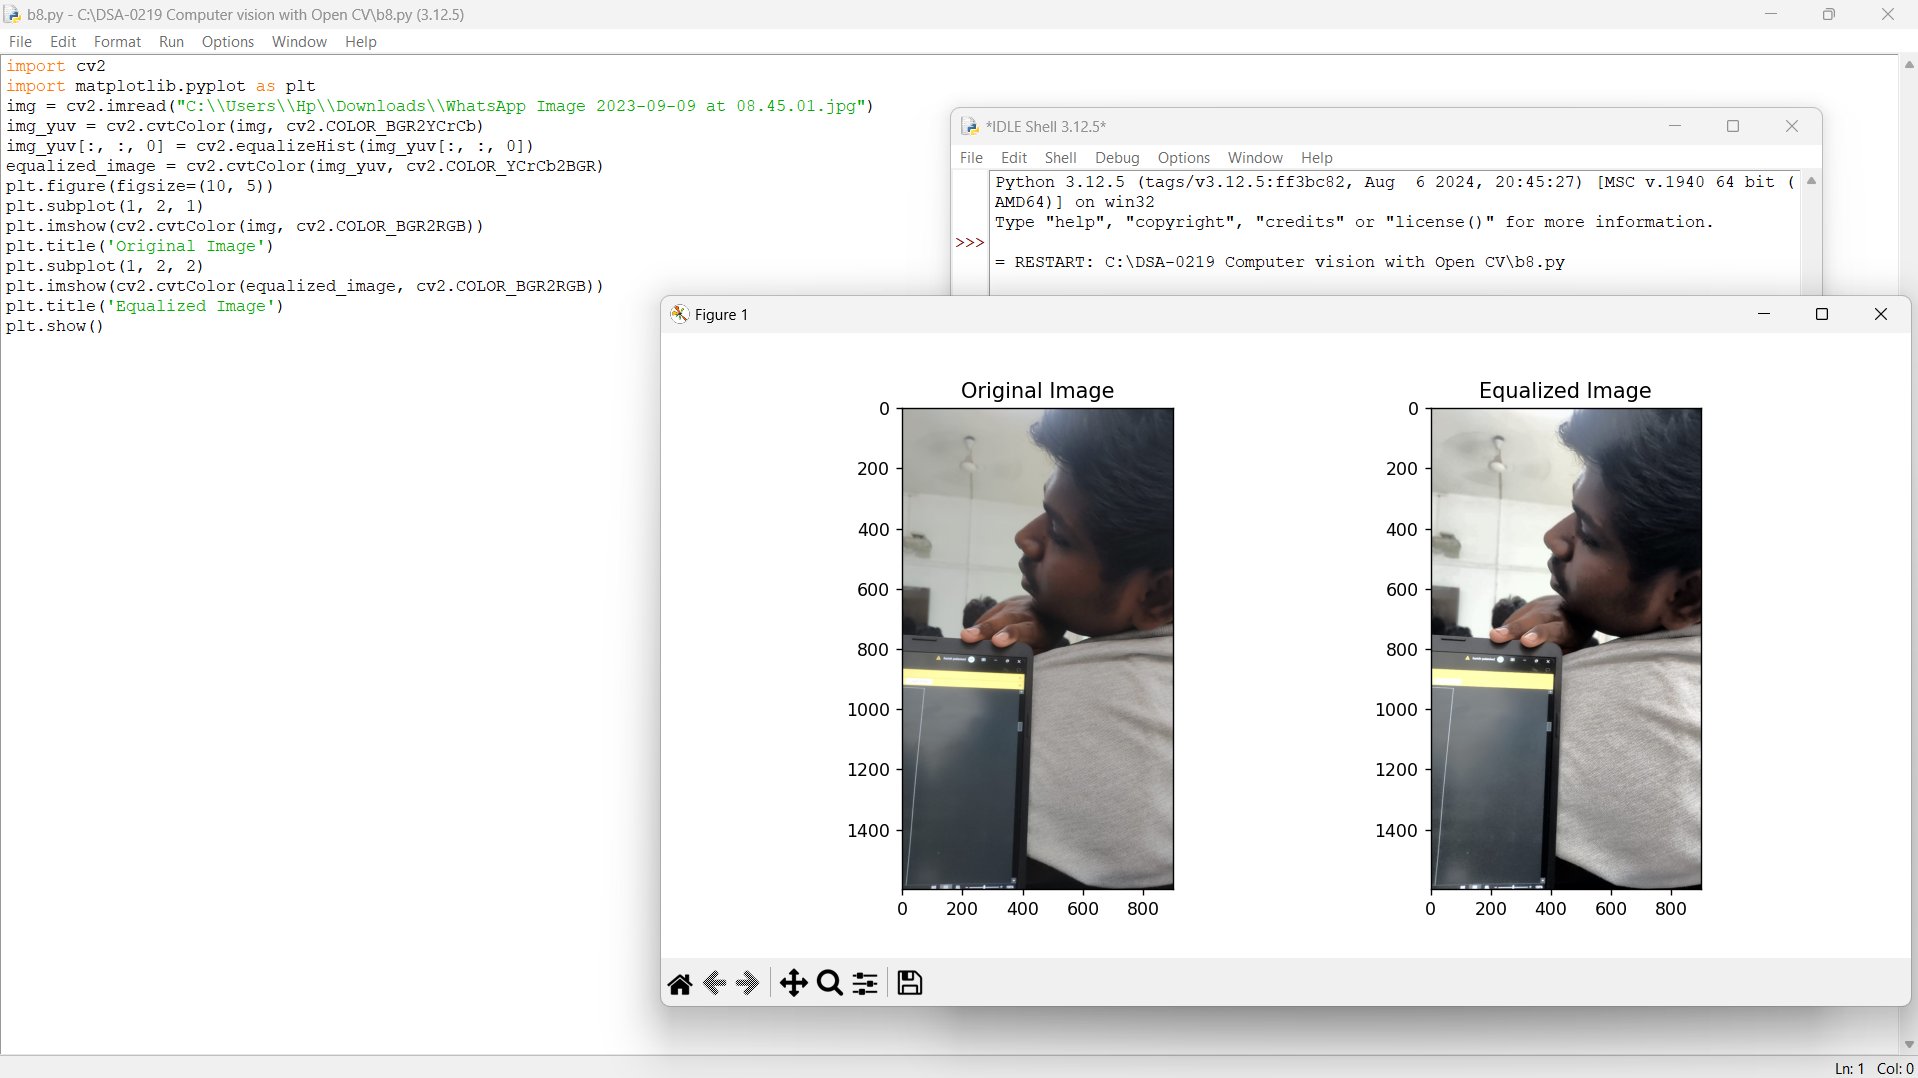 b8.py - C:\DSA-0219 Computer vision with Open CV\b8.py (3.12.5)
File Edit Format Run Options Window Help
import cv2
import matplotlib.pyplot as plt
img = cv2.imread("C:\\Users\\Hp\\Downloads\\WhatsApp Image 2023-09-09 at 08.45.01.jpg")
img_yuv = cv2.cvtColor(img, cv2.COLOR_BGR2YCrCb)
img_yuv[:, :, 0] = cv2.equalizeHist(img_yuv[:, :, 0])
equalized_image = cv2.cvtColor(img_yuv, cv2.COLOR_YCrCb2BGR)
plt.figure(figsize=(10, 5))
plt.subplot(1, 2, 1)
plt.imshow(cv2.cvtColor(img, cv2.COLOR_BGR2RGB))
plt.title('Original Image')
plt.subplot(1, 2, 2)
plt.imshow(cv2.cvtColor(equalized_image, cv2.COLOR_BGR2RGB))
plt.title('Equalized Image')
plt.show()
*IDLE Shell 3.12.5*
File Edit Shell Debug Options Window Help
Python 3.12.5 (tags/v3.12.5:ff3bc82, Aug  6 2024, 20:45:27) [MSC v.1940 64 bit (
AMD64)] on win32
Type "help", "copyright", "credits" or "license()" for more information.
>>>
= RESTART: C:\DSA-0219 Computer vision with Open CV\b8.py
Figure 1
Original Image
0
200
400
600
800
1000
1200
1400
0 200 400 600 800
Equalized Image
0
200
400
600
800
1000
1200
1400
0 200 400 600 800
Ln: 1 Col: 0